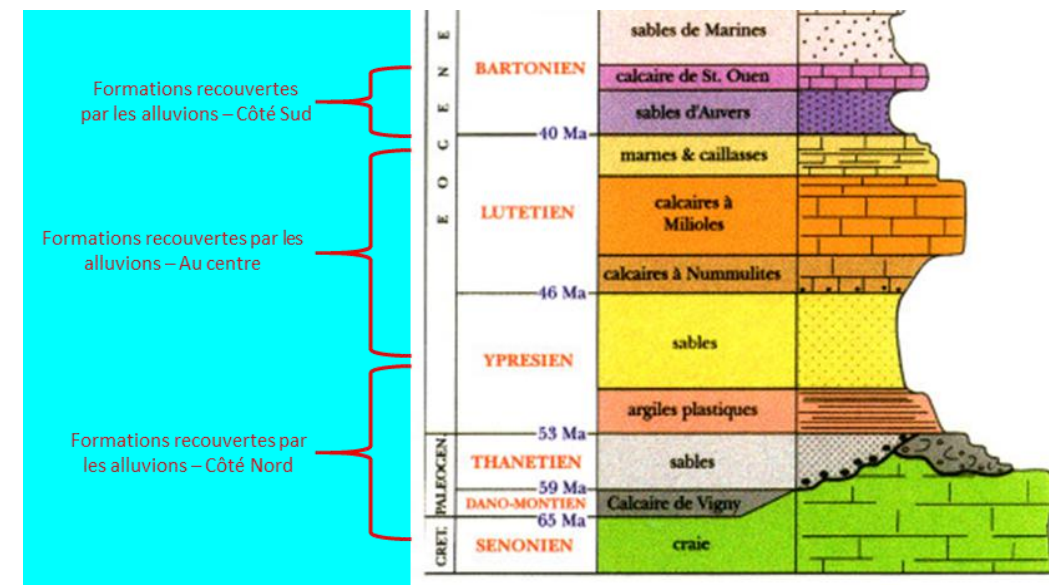 Formations recouvertes
par les alluvions – Côté Sud
Formations recouvertes par les
alluvions – Au centre
Formations recouvertes par
les alluvions – Côté Nord
EOGENE
PALEOGEN.
CRET.
BARTONIEN
40 Ma
LUTETIEN
46 Ma
YPRESIEN
53 Ma
THANETIEN
59 Ma
DANO-MONTIEN
65 Ma
SENONIEN
sables de Marines
calcaire de St. Ouen
sables d'Auvers
marnes & caillasses
calcaires à
Milioles
calcaires à Nummulites
sables
argiles plastiques
sables
Calcaire de Vigny
craie